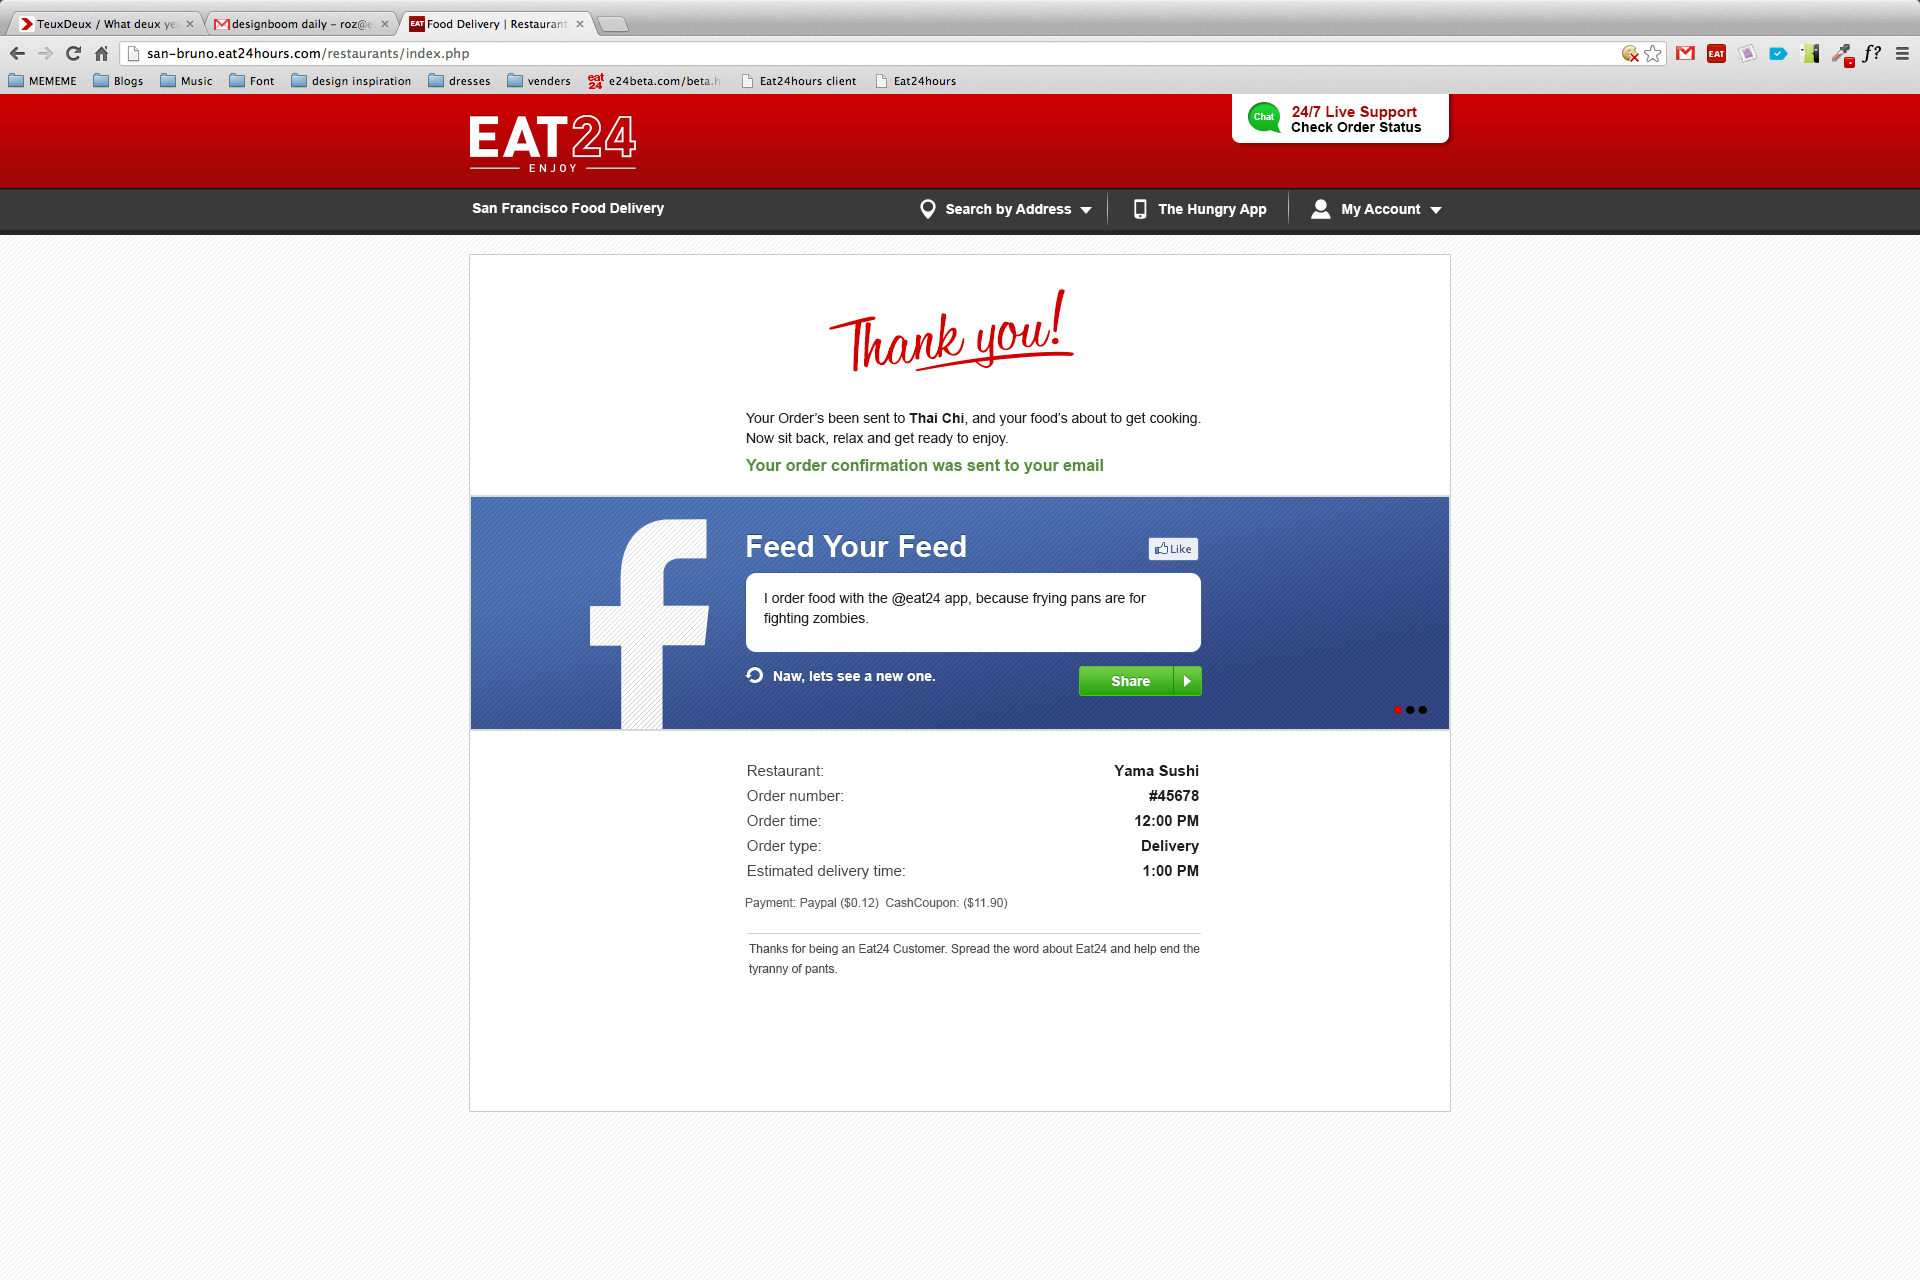 TeuxDeux / What deux ye
designboom daily – roz@e
EAT
Food Delivery | Restaurant
san-bruno.eat24hours.com/restaurants/index.php
EAT
f?
MEMEME
Blogs
Music
Font
design inspiration
dresses
venders
eat
24
e24beta.com/beta.h
Eat24hours client
Eat24hours
EAT24
ENJOY
Chat
24/7 Live Support
Check Order Status
San Francisco Food Delivery
Search by Address
The Hungry App
My Account
Thank you!
Your Order’s been sent to Thai Chi, and your food’s about to get cooking.
Now sit back, relax and get ready to enjoy.
Your order confirmation was sent to your email
f
Feed Your Feed
Like
I order food with the @eat24 app, because frying pans are for
fighting zombies.
Naw, lets see a new one.
Share
Restaurant: Yama Sushi
Order number: #45678
Order time: 12:00 PM
Order type: Delivery
Estimated delivery time: 1:00 PM
Payment: Paypal ($0.12) CashCoupon: ($11.90)
Thanks for being an Eat24 Customer. Spread the word about Eat24 and help end the
tyranny of pants.